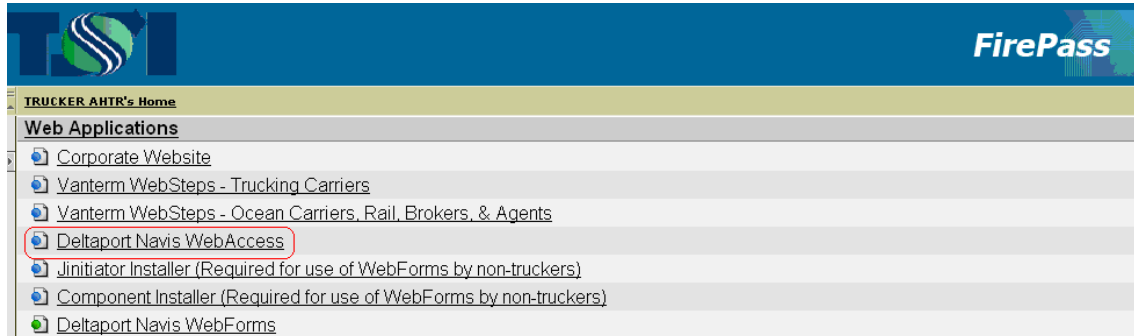 TSI
FirePass
TRUCKER AHTR's Home
Web Applications
Corporate Website
Vanterm WebSteps - Trucking Carriers
Vanterm WebSteps - Ocean Carriers, Rail, Brokers, & Agents
Deltaport Navis WebAccess
Jinitiator Installer (Required for use of WebForms by non-truckers)
Component Installer (Required for use of WebForms by non-truckers)
Deltaport Navis WebForms